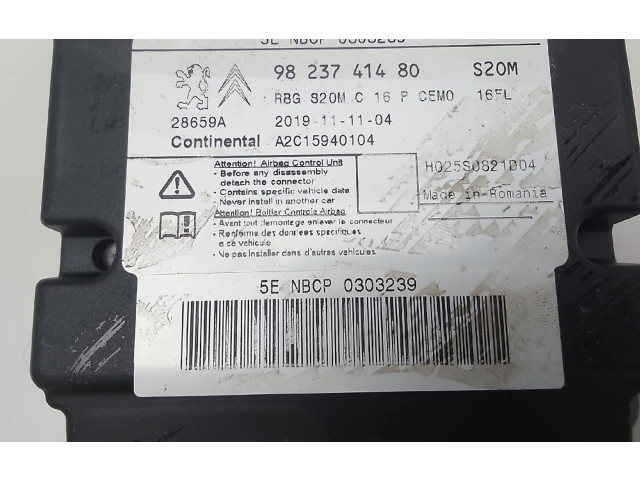 5E NBCP 0303239
98 237 414 80 S20M
RBG S20M C 16 P CEMO 16FL
28659A 2019-11-11-04
Continental A2C15940104
Attention! Airbag Control Unit
- Before any disassembly
detach the connector
- Contains specific vehicle data
- Never install in another car
Attention! Boîtier Contrôle Airbag
- Avant tout démontage enlever le connecteur
- Renferme des données spécifiques
a ce véhicule
- Ne pas installer dans d'autres véhicules
H025S0821D04
Made in Romania
5E NBCP 0303239